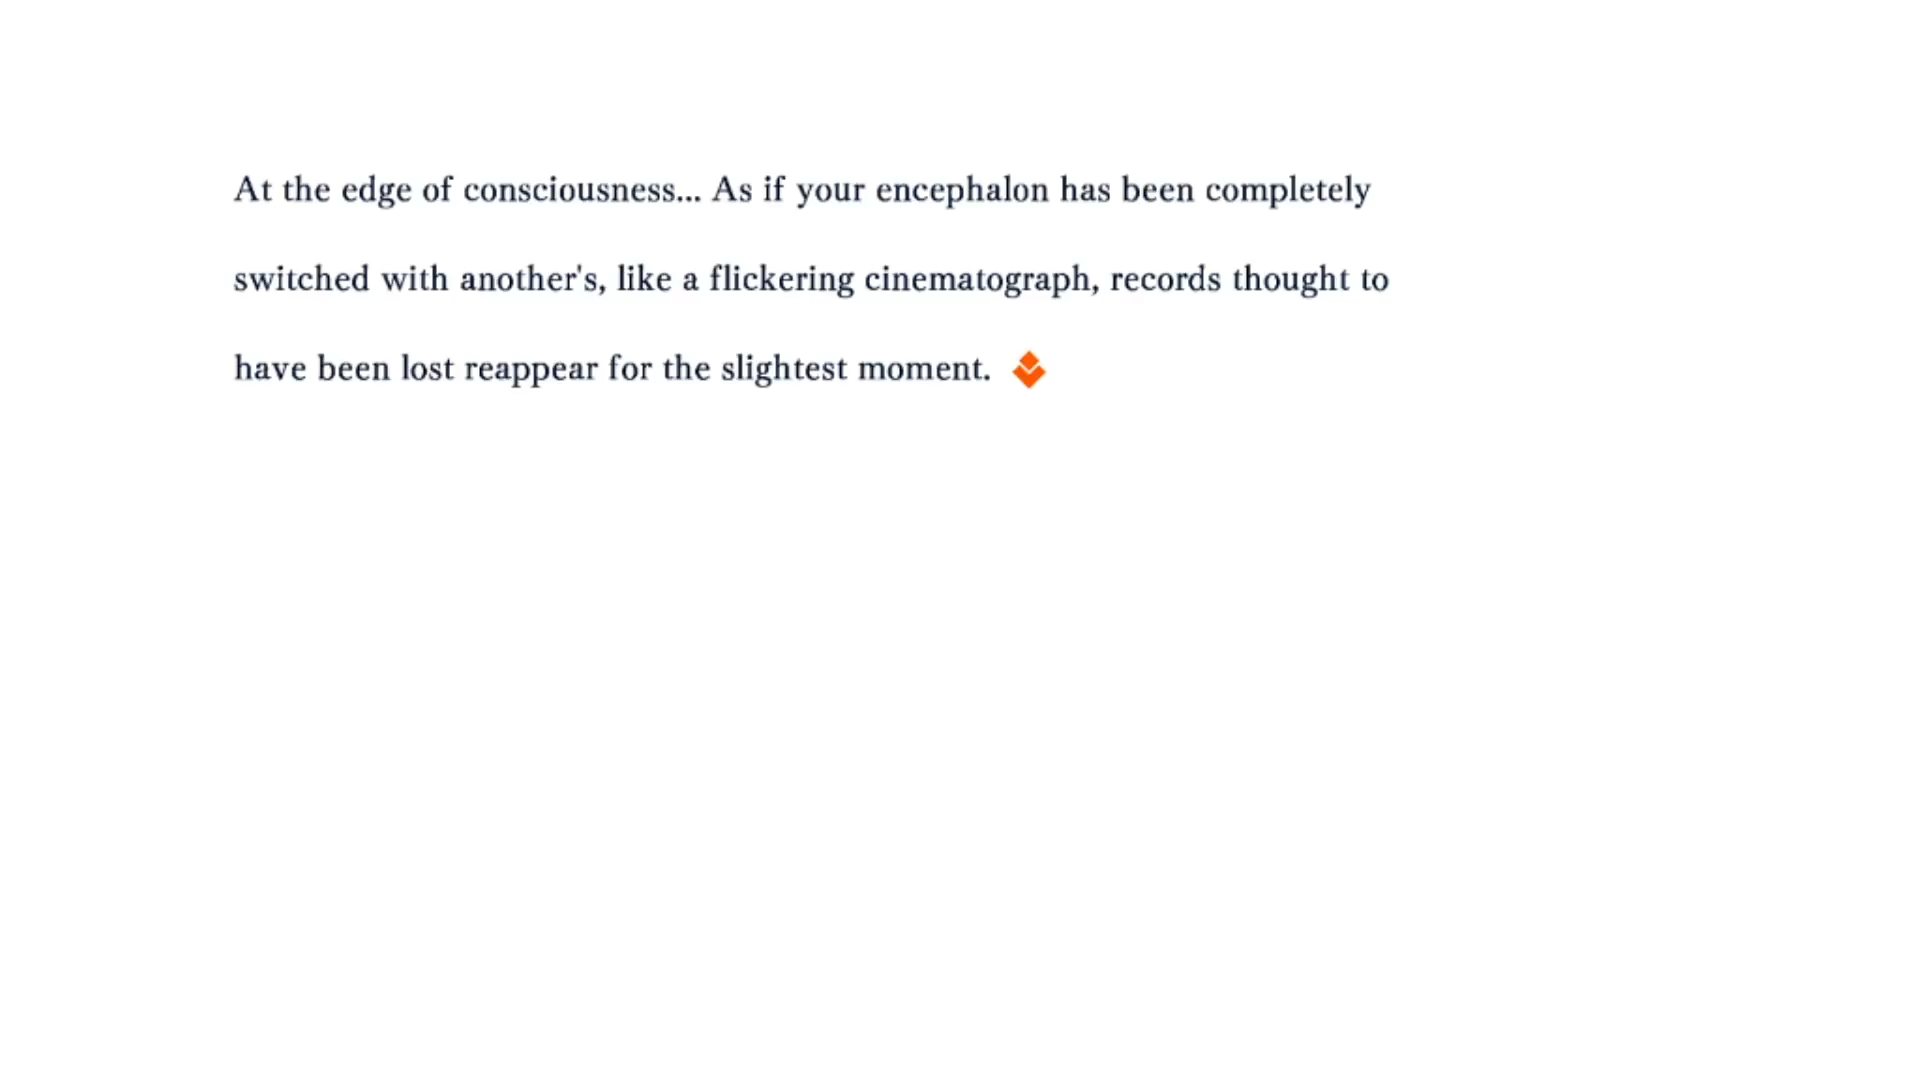 At the edge of consciousness... As if your encephalon has been completely
switched with another's, like a flickering cinematograph, records thought to
have been lost reappear for the slightest moment.